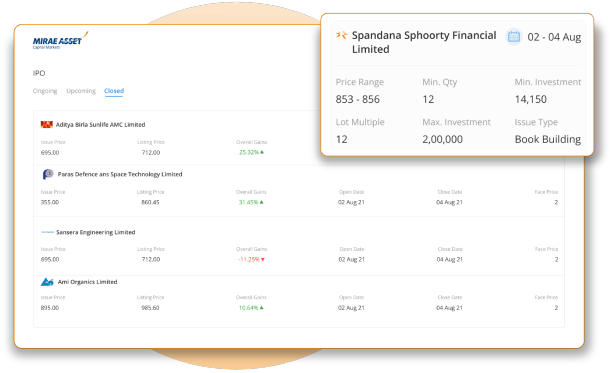 MIRAE ASSET
Capital Markets
IPO
Ongoing Upcoming Closed
Aditya Birla Sunlife AMC Limited
Issue Price Listing Price Overall Gains
695.00 712.00 25.32% ▲
Paras Defence ans Space Technology Limited
Issue Price Listing Price Overall Gains Open Date Close Date Face Price
355.00 860.45 31.45% ▲ 02 Aug 21 04 Aug 21 2
Sansera Engineering Limited
Issue Price Listing Price Overall Gains Open Date Close Date Face Price
695.00 712.00 -11.25% ▼ 02 Aug 21 04 Aug 21 2
Ami Organics Limited
Issue Price Listing Price Overall Gains Open Date Close Date Face Price
895.00 985.60 10.64% ▲ 02 Aug 21 04 Aug 21 2
Spandana Sphoorty Financial
Limited
02 - 04 Aug
Price Range Min. Qty Min. Investment
853 - 856 12 14,150
Lot Multiple Max. Investment Issue Type
12 2,00,000 Book Building